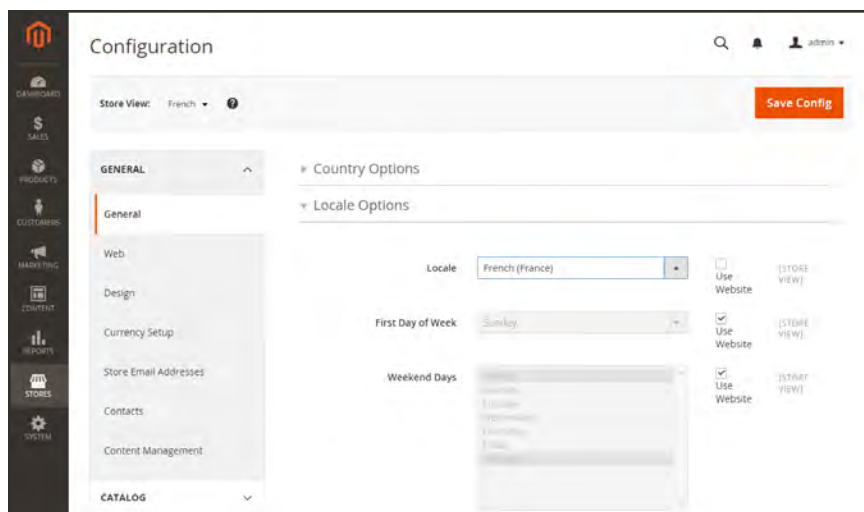 Configuration
admin
DASHBOARD
Store View: French
Save Config
SALES
GENERAL
Country Options
PRODUCTS
General
Locale Options
CUSTOMERS
Web
MARKETING
Locale
French (France)
Use
Website
[STORE
VIEW]
Design
CONTENT
First Day of Week
Sunday
Use
Website
[STORE
VIEW]
Currency Setup
REPORTS
Store Email Addresses
Weekend Days
Use
Website
[STORE
VIEW]
STORES
Contacts
SYSTEM
Content Management
CATALOG